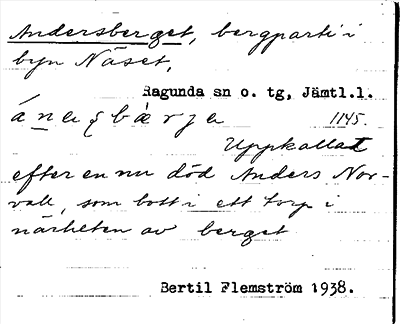 Andersberget, bergparti i
byn Näset,
Ragunda sn o. tg, Jämtl.l.
1145.
Uppkallat
efter en nu död Anders Nor-
vall, som bott i ett torp i
närheten av berget
Bertil Flemström 1938.